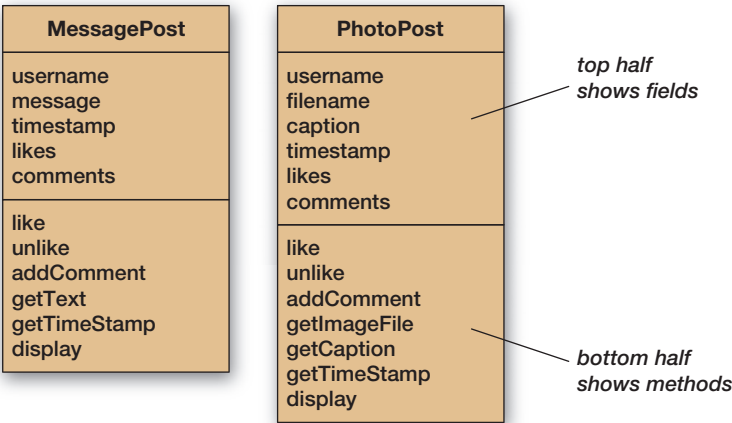 MessagePost
username
message
timestamp
likes
comments
like
unlike
addComment
getText
getTimeStamp
display
PhotoPost
username
filename
caption
timestamp
likes
comments
like
unlike
addComment
getImageFile
getCaption
getTimeStamp
display
top half
shows fields
bottom half
shows methods